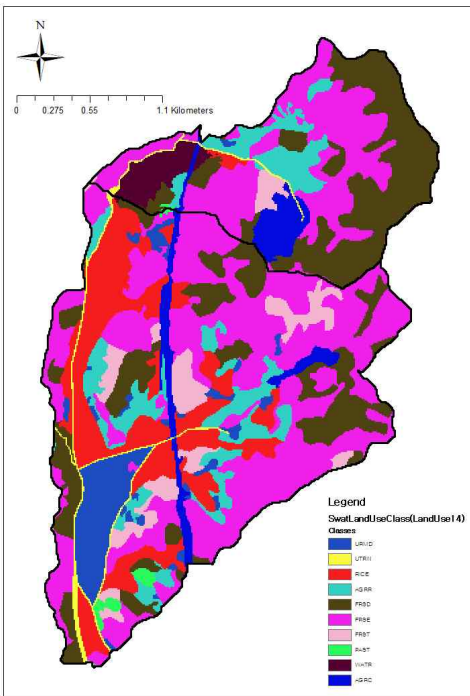 N
0 0.275 0.55 1.1 Kilometers
Legend
SwatLandUseClass(LandUse14)
Classes
URMD
UTRN
RICE
AGRR
FRSD
FRSE
FRST
PAST
WATR
AGRC